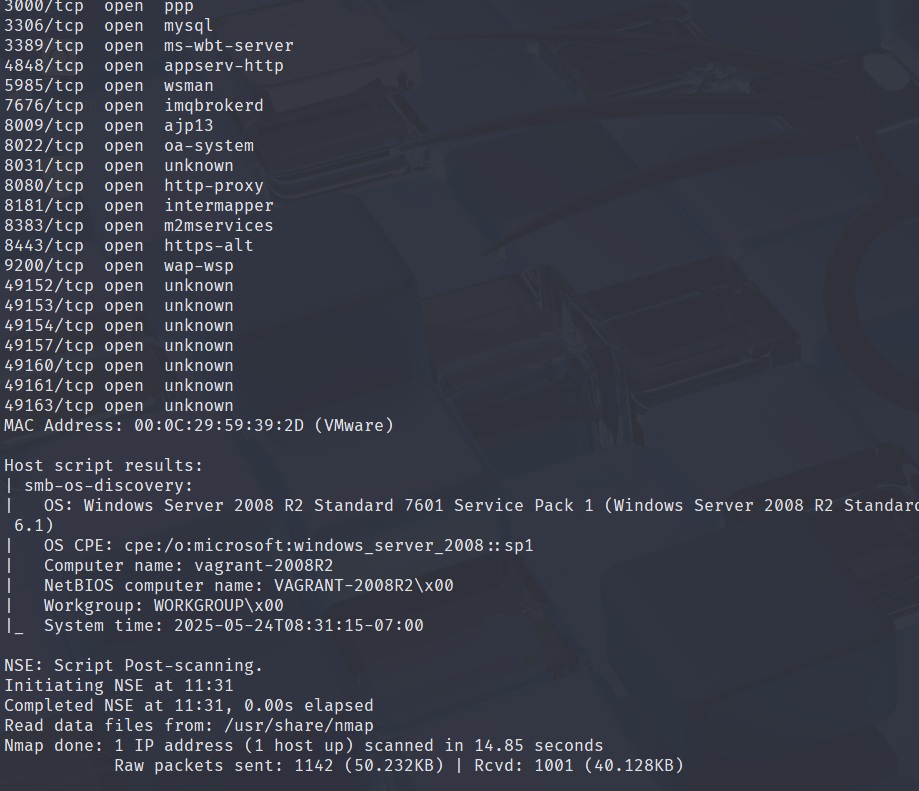 3000/tcp  open  ppp
3306/tcp  open  mysql
3389/tcp  open  ms-wbt-server
4848/tcp  open  appserv-http
5985/tcp  open  wsman
7676/tcp  open  imqbrokerd
8009/tcp  open  ajp13
8022/tcp  open  oa-system
8031/tcp  open  unknown
8080/tcp  open  http-proxy
8181/tcp  open  intermapper
8383/tcp  open  m2mservices
8443/tcp  open  https-alt
9200/tcp  open  wap-wsp
49152/tcp open  unknown
49153/tcp open  unknown
49154/tcp open  unknown
49157/tcp open  unknown
49160/tcp open  unknown
49161/tcp open  unknown
49163/tcp open  unknown
MAC Address: 00:0C:29:59:39:2D (VMware)
Host script results:
| smb-os-discovery:
|   OS: Windows Server 2008 R2 Standard 7601 Service Pack 1 (Windows Server 2008 R2 Standard
 6.1)
|   OS CPE: cpe:/o:microsoft:windows_server_2008::sp1
|   Computer name: vagrant-2008R2
|   NetBIOS computer name: VAGRANT-2008R2\x00
|   Workgroup: WORKGROUP\x00
|_  System time: 2025-05-24T08:31:15-07:00
NSE: Script Post-scanning.
Initiating NSE at 11:31
Completed NSE at 11:31, 0.00s elapsed
Read data files from: /usr/share/nmap
Nmap done: 1 IP address (1 host up) scanned in 14.85 seconds
           Raw packets sent: 1142 (50.232KB) | Rcvd: 1001 (40.128KB)